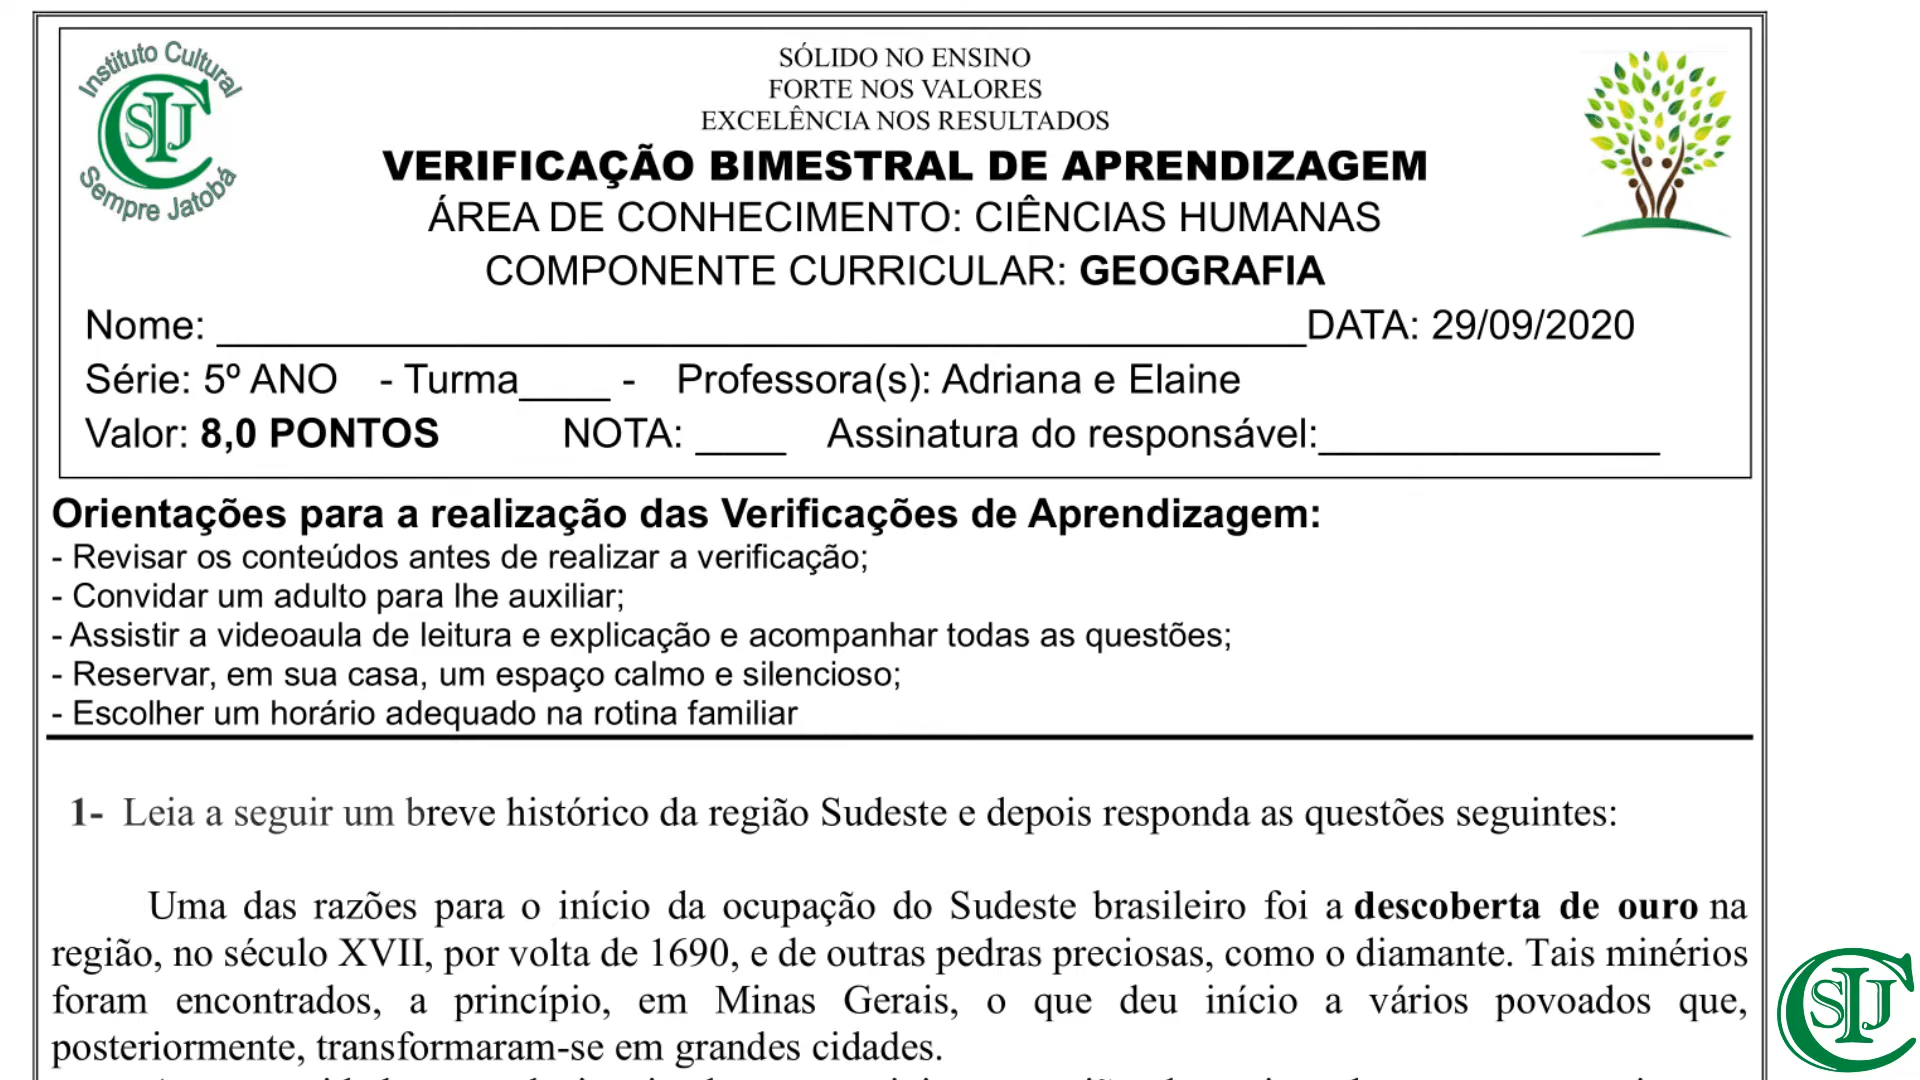 Instituto Cultural
CSIJ
Sempre Jatobá
SÓLIDO NO ENSINO
FORTE NOS VALORES
EXCELÊNCIA NOS RESULTADOS
VERIFICAÇÃO BIMESTRAL DE APRENDIZAGEM
ÁREA DE CONHECIMENTO: CIÊNCIAS HUMANAS
COMPONENTE CURRICULAR: GEOGRAFIA
Nome: ________________________________________________DATA: 29/09/2020
Série: 5º ANO - Turma____ - Professora(s): Adriana e Elaine
Valor: 8,0 PONTOS NOTA: ____ Assinatura do responsável:_______________
Orientações para a realização das Verificações de Aprendizagem:
- Revisar os conteúdos antes de realizar a verificação;
- Convidar um adulto para lhe auxiliar;
- Assistir a videoaula de leitura e explicação e acompanhar todas as questões;
- Reservar, em sua casa, um espaço calmo e silencioso;
- Escolher um horário adequado na rotina familiar
1- Leia a seguir um breve histórico da região Sudeste e depois responda as questões seguintes:
Uma das razões para o início da ocupação do Sudeste brasileiro foi a descoberta de ouro na
região, no século XVII, por volta de 1690, e de outras pedras preciosas, como o diamante. Tais minérios
foram encontrados, a princípio, em Minas Gerais, o que deu início a vários povoados que,
posteriormente, transformaram-se em grandes cidades.
CSIJ